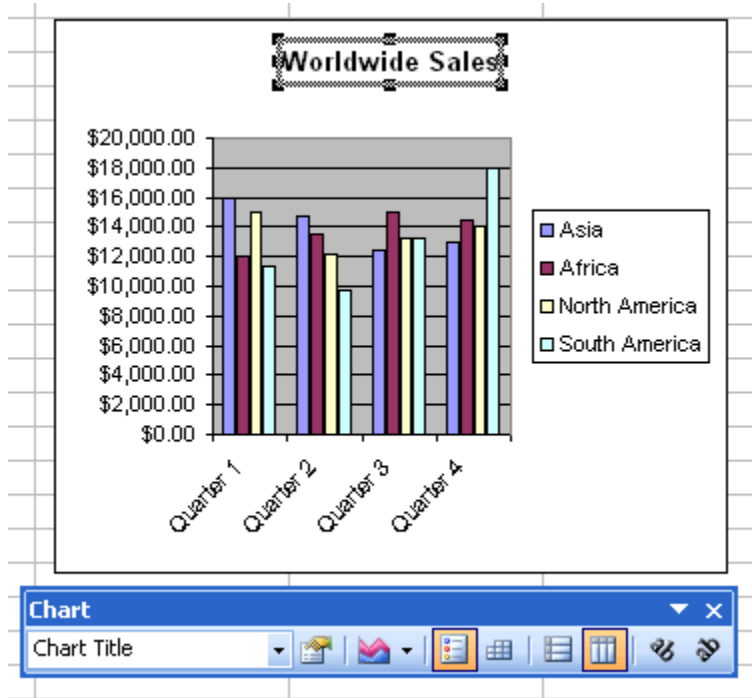 Worldwide Sales
$20,000.00
$18,000.00
$16,000.00
$14,000.00
$12,000.00
$10,000.00
$8,000.00
$6,000.00
$4,000.00
$2,000.00
$0.00
Quarter 1
Quarter 2
Quarter 3
Quarter 4
Asia
Africa
North America
South America
Chart
Chart Title